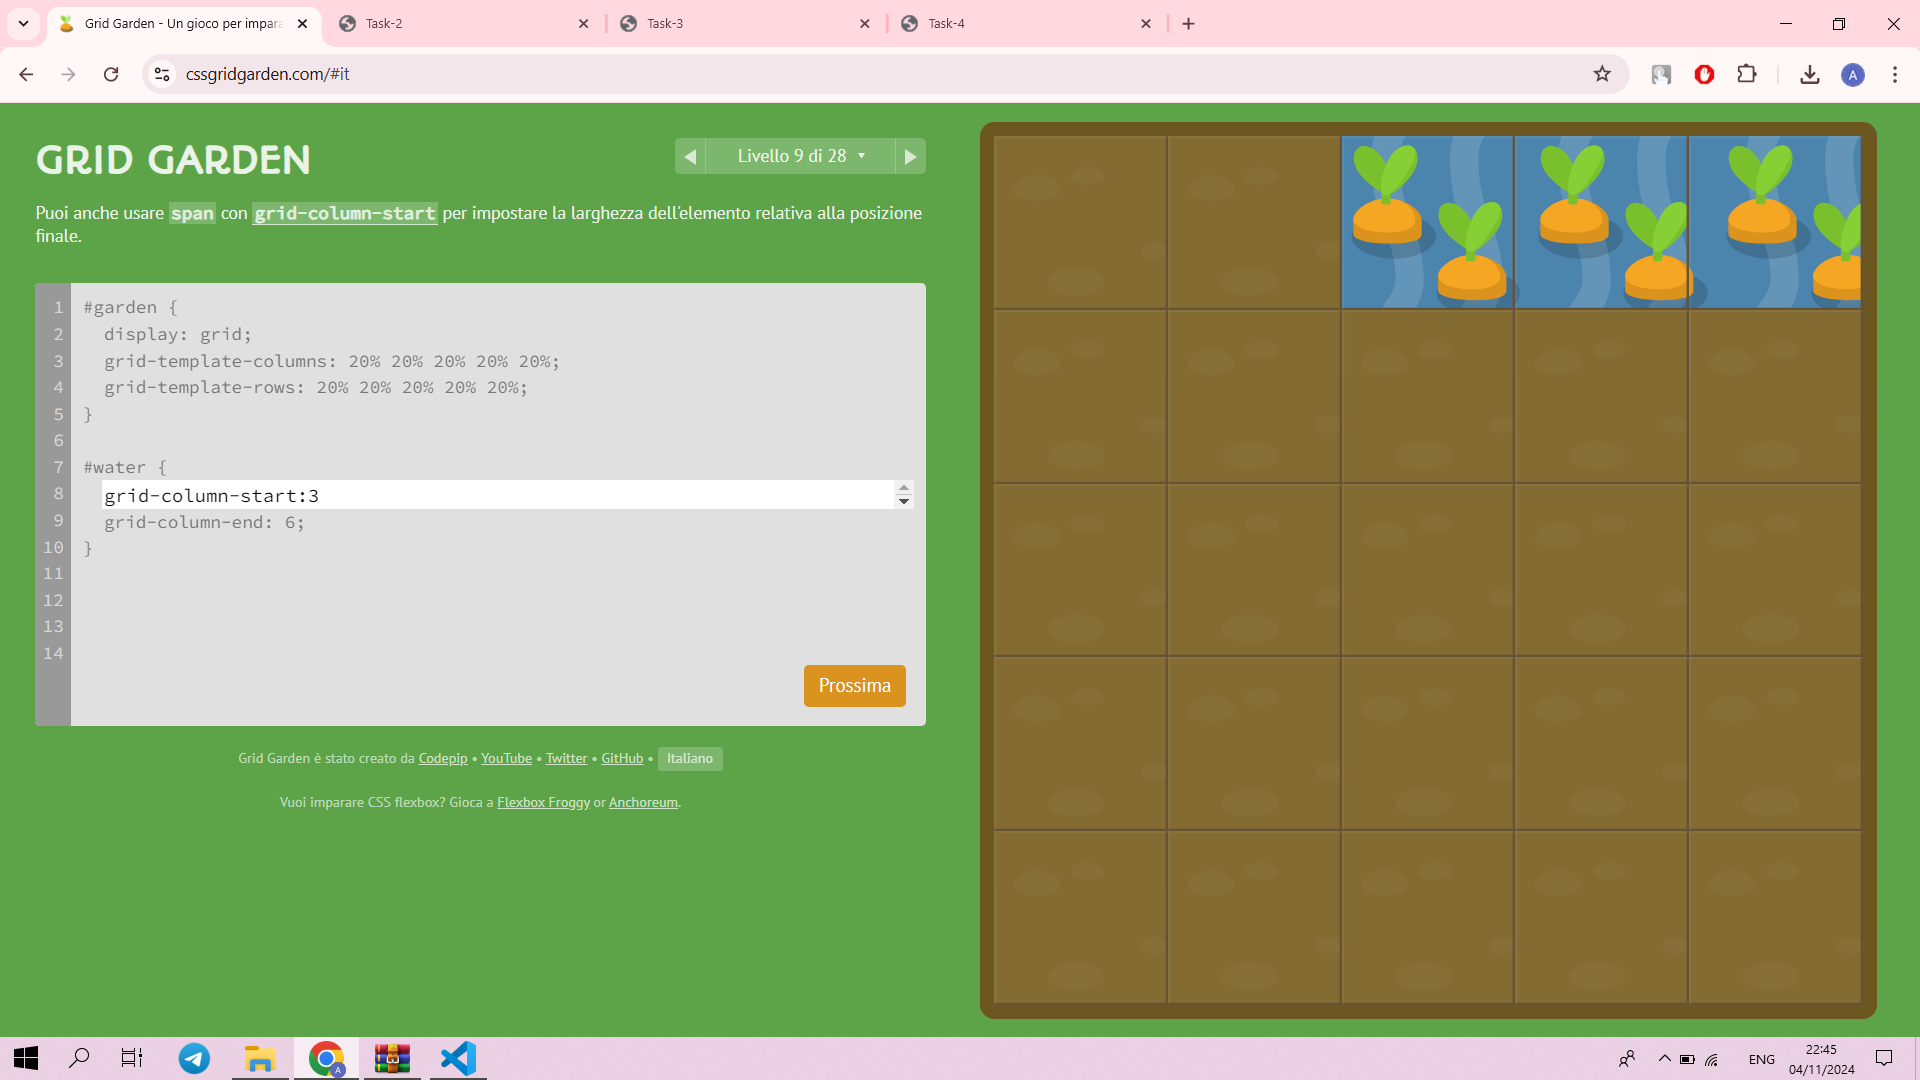 Grid Garden - Un gioco per impara
Task-2
Task-3
Task-4
cssgridgarden.com/#it
A
GRID GARDEN
Livello 9 di 28
Puoi anche usare span con grid-column-start per impostare la larghezza dell'elemento relativa alla posizione
finale.
1 #garden {
2 display: grid;
3 grid-template-columns: 20% 20% 20% 20% 20%;
4 grid-template-rows: 20% 20% 20% 20% 20%;
5 }
6
7 #water {
8 grid-column-start:3
9 grid-column-end: 6;
10 }
11
12
13
14
Prossima
Grid Garden è stato creato da Codepip • YouTube • Twitter • GitHub • Italiano
Vuoi imparare CSS flexbox? Gioca a Flexbox Froggy or Anchoreum.
A
ENG
22:45
04/11/2024